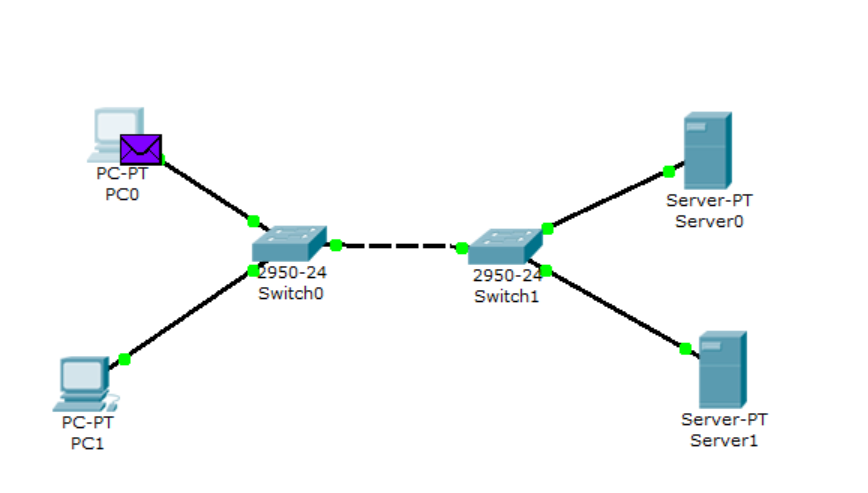 PC-PT
PC0
Server-PT
Server0
2950-24
Switch0
2950-24
Switch1
PC-PT
PC1
Server-PT
Server1